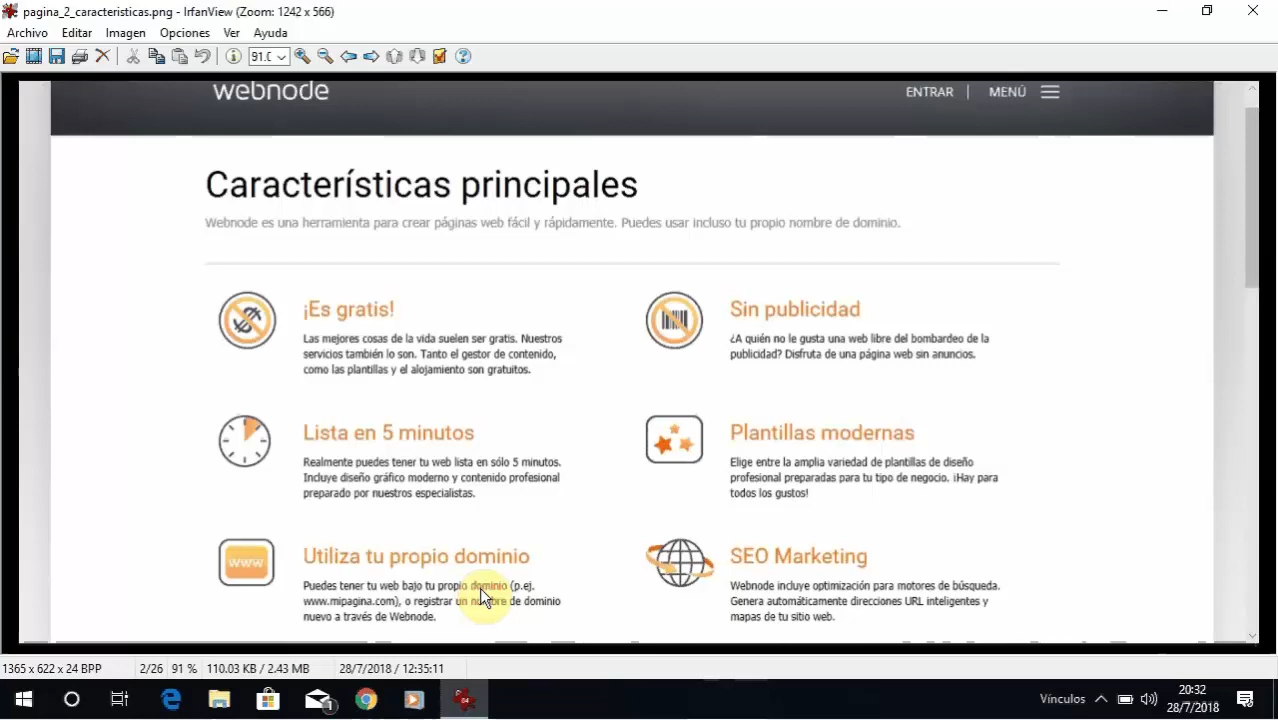 pagina_2_caracteristicas.png - IrfanView (Zoom: 1242 x 566)
Archivo Editar Imagen Opciones Ver Ayuda
webnode
ENTRAR | MENÚ
Características principales
Webnode es una herramienta para crear páginas web fácil y rápidamente. Puedes usar incluso tu propio nombre de dominio.
¡Es gratis!
Las mejores cosas de la vida suelen ser gratis. Nuestros
servicios también lo son. Tanto el gestor de contenido,
como las plantillas y el alojamiento son gratuitos.
Sin publicidad
¿A quién no le gusta una web libre del bombardeo de la
publicidad? Disfruta de una página web sin anuncios.
Lista en 5 minutos
Realmente puedes tener tu web lista en sólo 5 minutos.
Incluye diseño gráfico moderno y contenido profesional
preparado por nuestros especialistas.
Plantillas modernas
Elige entre la amplia variedad de plantillas de diseño
profesional preparadas para tu tipo de negocio. ¡Hay para
todos los gustos!
www
Utiliza tu propio dominio
Puedes tener tu web bajo tu propio dominio (p.ej.
www.mipagina.com), o registrar un nombre de dominio
nuevo a través de Webnode.
SEO Marketing
Webnode incluye optimización para motores de búsqueda.
Genera automáticamente direcciones URL inteligentes y
mapas de tu sitio web.
1365 x 622 x 24 BPP 2/26 91 % 110.03 KB / 2.43 MB 28/7/2018 / 12:35:11
1
Vínculos
20:32
28/7/2018